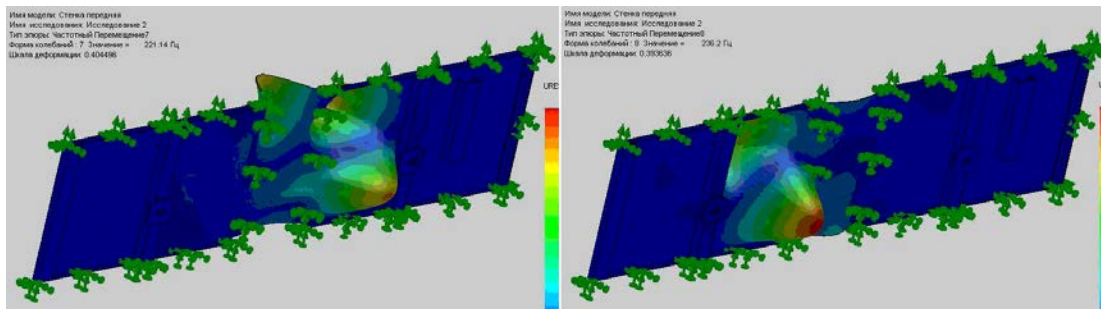 Имя модели: Стенка передняя
Имя исследования: Исследование 2
Тип эпюры: Частотный Перемещение7
Форма колебаний : 7 Значение = 221.14 Гц
Шкала деформации: 0.404496
URES
Имя модели: Стенка передняя
Имя исследования: Исследование 2
Тип эпюры: Частотный Перемещение8
Форма колебаний : 8 Значение = 236.2 Гц
Шкала деформации: 0.393636
U